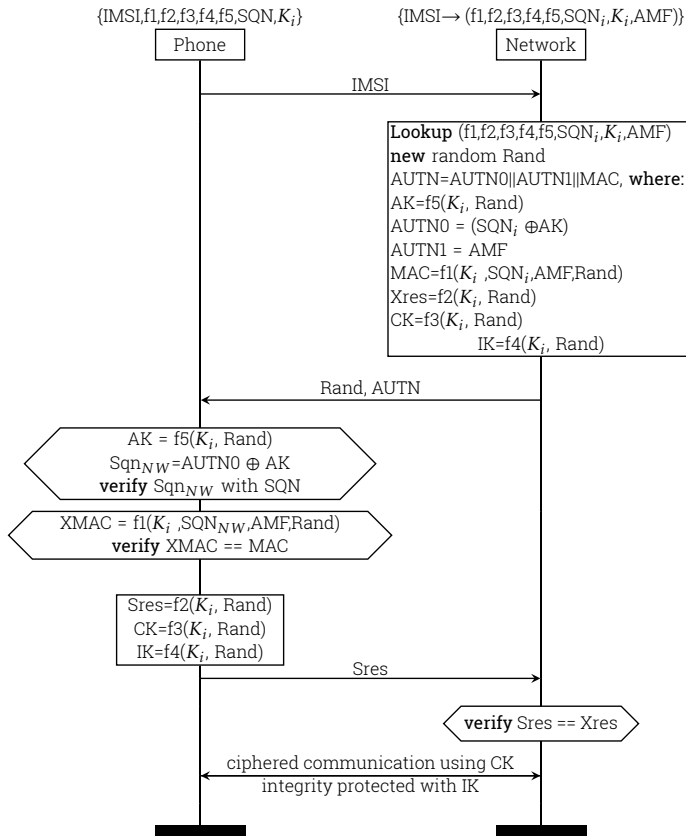 {IMSI,f1,f2,f3,f4,f5,SQN,K_i}
{IMSI→ (f1,f2,f3,f4,f5,SQN_i,K_i,AMF)}
Phone
Network
IMSI
Lookup (f1,f2,f3,f4,f5,SQN_i,K_i,AMF)
new random Rand
AUTN=AUTN0||AUTN1||MAC, where:
AK=f5(K_i, Rand)
AUTN0 = (SQN_i ⊕AK)
AUTN1 = AMF
MAC=f1(K_i ,SQN_i,AMF,Rand)
Xres=f2(K_i, Rand)
CK=f3(K_i, Rand)
IK=f4(K_i, Rand)
Rand, AUTN
AK = f5(K_i, Rand)
Sqn_NW=AUTN0 ⊕ AK
verify Sqn_NW with SQN
XMAC = f1(K_i ,SQN_NW,AMF,Rand)
verify XMAC == MAC
Sres=f2(K_i, Rand)
CK=f3(K_i, Rand)
IK=f4(K_i, Rand)
Sres
verify Sres == Xres
ciphered communication using CK
integrity protected with IK